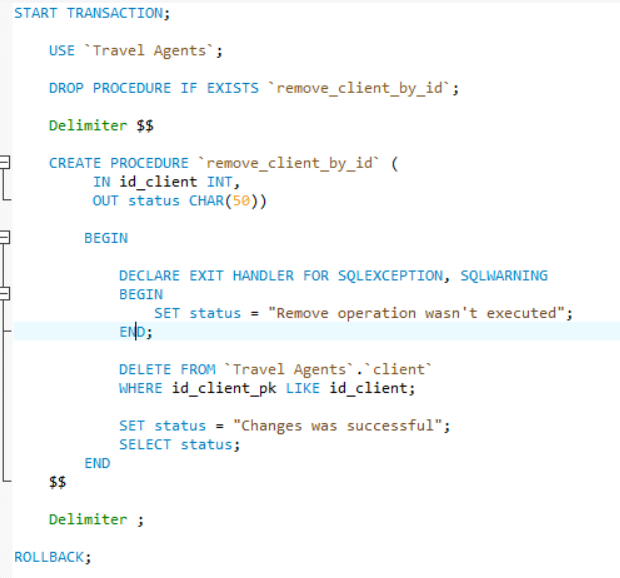 START TRANSACTION;
USE `Travel Agents`;
DROP PROCEDURE IF EXISTS `remove_client_by_id`;
Delimiter $$
CREATE PROCEDURE `remove_client_by_id` (
IN id_client INT,
OUT status CHAR(50))
BEGIN
DECLARE EXIT HANDLER FOR SQLEXCEPTION, SQLWARNING
BEGIN
SET status = "Remove operation wasn't executed";
END;
DELETE FROM `Travel Agents`.`client`
WHERE id_client_pk LIKE id_client;
SET status = "Changes was successful";
SELECT status;
END
$$
Delimiter ;
ROLLBACK;